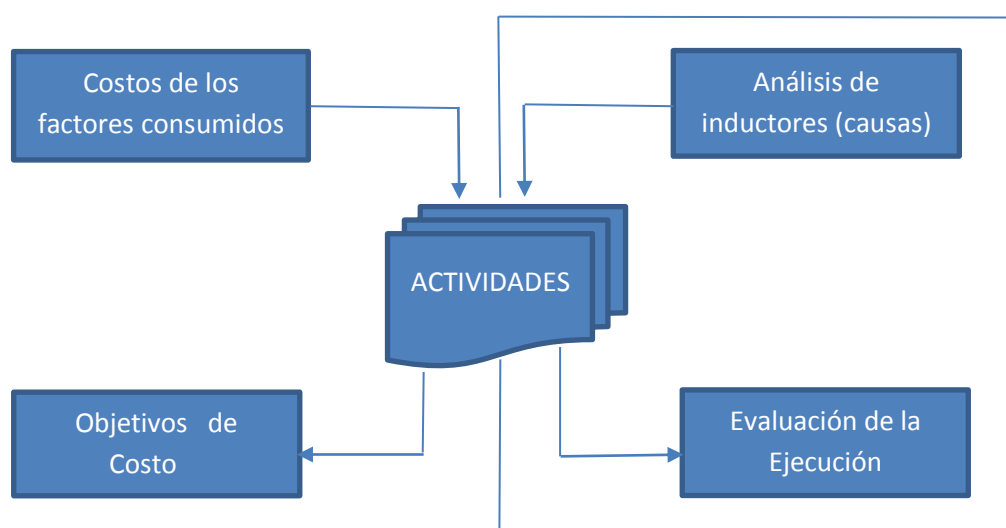 Costos de los
factores consumidos
Análisis de
inductores (causas)
ACTIVIDADES
Objetivos de
Costo
Evaluación de la
Ejecución